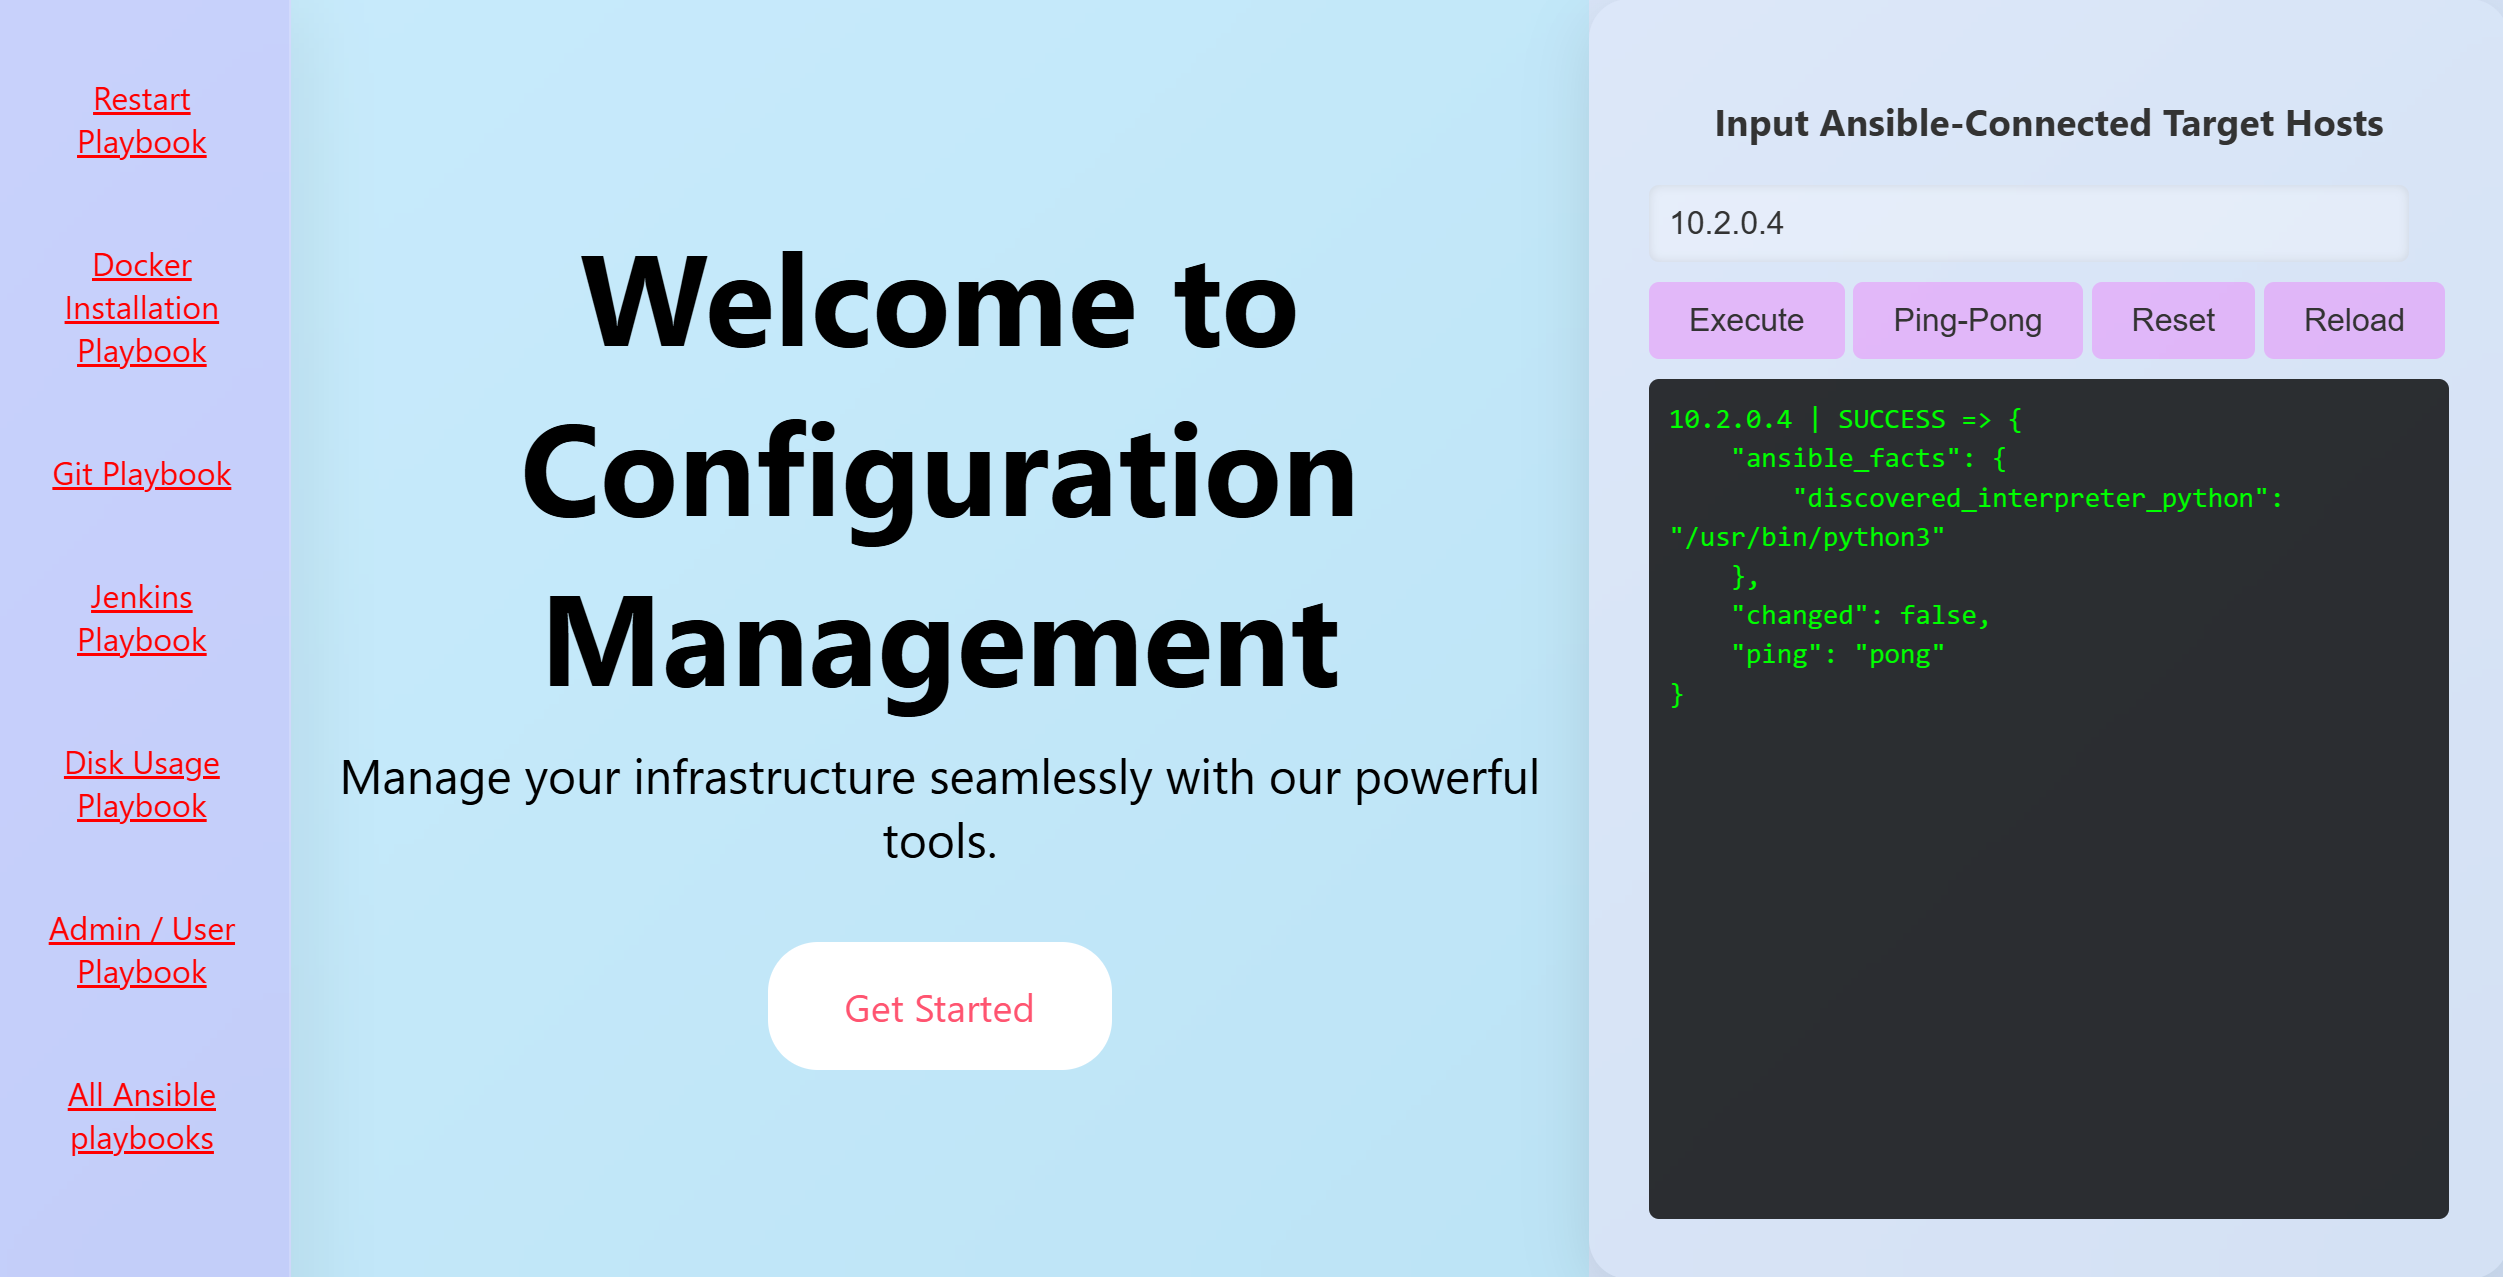 Restart
Playbook
Docker
Installation
Playbook
Git Playbook
Jenkins
Playbook
Disk Usage
Playbook
Admin / User
Playbook
All Ansible
playbooks
Welcome to
Configuration
Management
Manage your infrastructure seamlessly with our powerful
tools.
Get Started
Input Ansible-Connected Target Hosts
10.2.0.4
Execute Ping-Pong Reset Reload
10.2.0.4 | SUCCESS => {
    "ansible_facts": {
        "discovered_interpreter_python":
"/usr/bin/python3"
    },
    "changed": false,
    "ping": "pong"
}